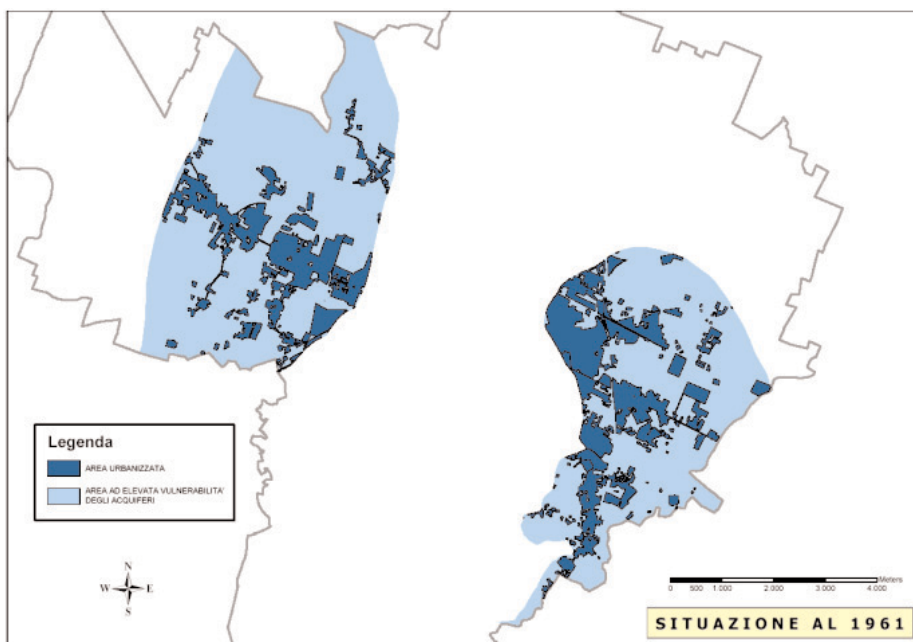 Legenda
AREA URBANIZZATA
AREA AD ELEVATA VULNERABILITA'
DEGLI ACQUIFERI
N
W E
S
Meters
0 500 1.000 2.000 3.000 4.000
SITUAZIONE AL 1961